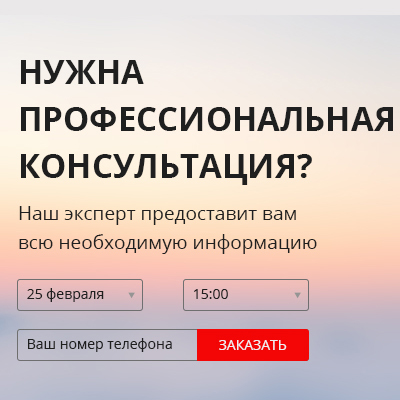 НУЖНА
ПРОФЕССИОНАЛЬНАЯ
КОНСУЛЬТАЦИЯ?
Наш эксперт предоставит вам
всю необходимую информацию
25 февраля 15:00
Ваш номер телефона ЗАКАЗАТЬ